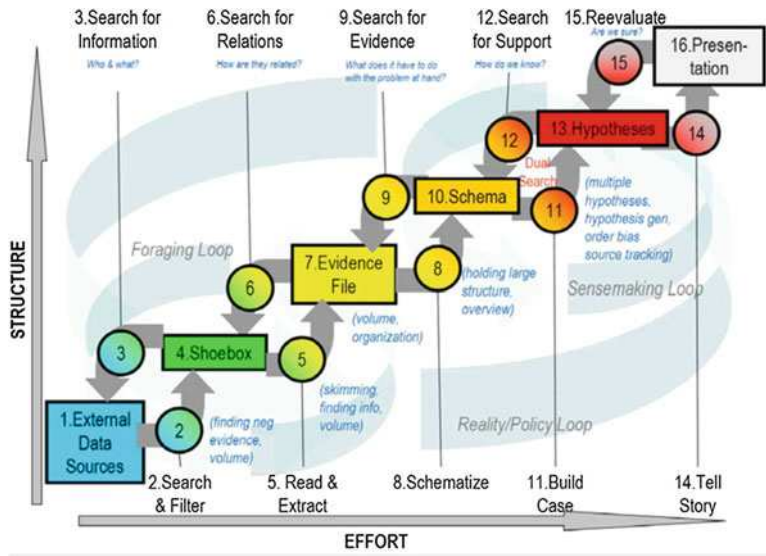 3.Search for
Information
Who & what?
6.Search for
Relations
How are they related?
9.Search for
Evidence
What does it have to do
with the problem at hand?
12.Search
for Support
How do we know?
15.Reevaluate
Are we sure?
16.Presen-
tation
15
14
13.Hypotheses
12
Dual
Search
11
(multiple
hypotheses,
hypothesis gen,
order bias
source tracking)
10.Schema
9
8
(holding large
structure,
overview)
Foraging Loop
Sensemaking Loop
Reality/Policy Loop
7.Evidence
File
6
5
(volume,
organization)
(skimming,
finding info,
volume)
4.Shoebox
3
2
(finding neg
evidence,
volume)
1.External
Data
Sources
2.Search
& Filter
5. Read &
Extract
8.Schematize
11.Build
Case
14.Tell
Story
STRUCTURE
EFFORT